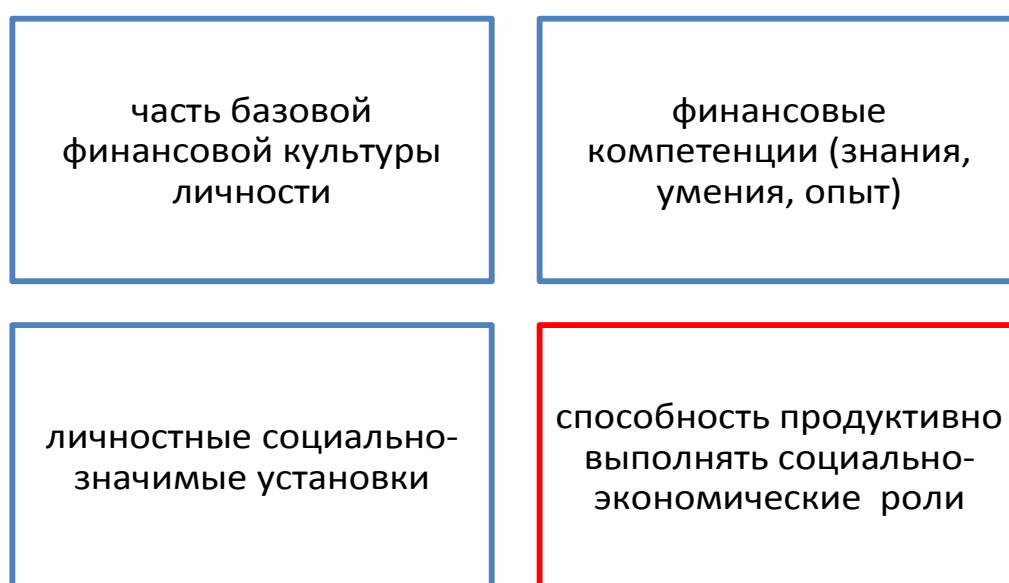 часть базовой
финансовой культуры
личности
финансовые
компетенции (знания,
умения, опыт)
личностные социально-
значимые установки
способность продуктивно
выполнять социально-
экономические роли